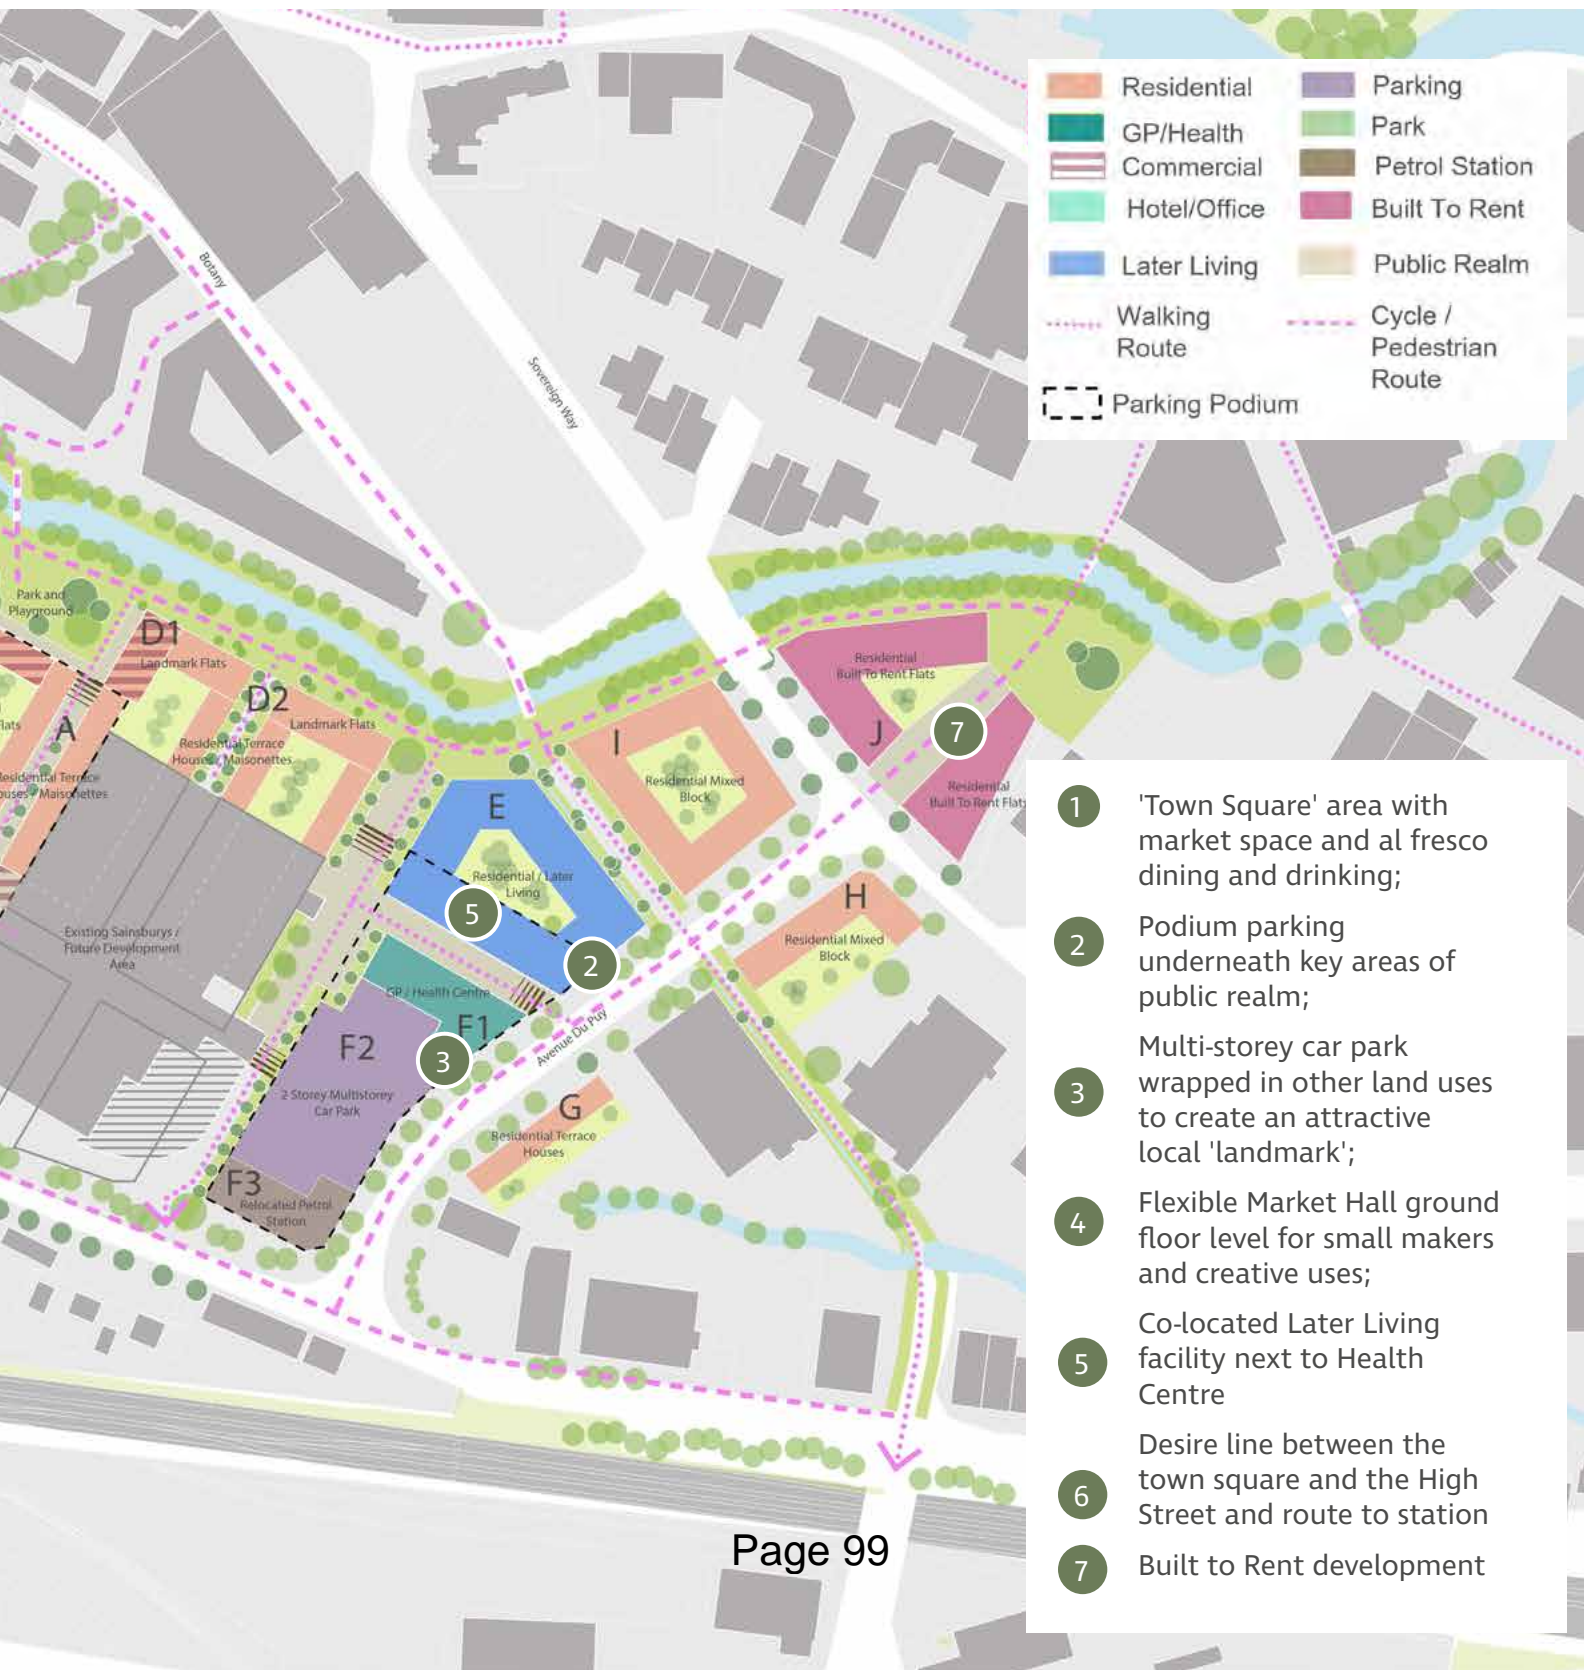 Residential
GP/Health
Commercial
Hotel/Office
Later Living
Walking
Route
Parking Podium
Parking
Park
Petrol Station
Built To Rent
Public Realm
Cycle /
Pedestrian
Route
Botany
Sovereign Way
Park and
Playground
D1
Landmark Flats
D2
Landmark Flats
A
Residential Terrace
Houses / Maisonettes
Existing Sainsburys /
Future Development
Area
E
Residential / Later
Living
5
2
I
Residential Mixed
Block
Residential
Built To Rent Flats
J
7
Residential
Built To Rent Flats
H
Residential Mixed
Block
GP / Health Centre
F1
F2
3
2 Storey Multistorey
Car Park
F3
Relocated Petrol
Station
Avenue Du Puy
G
Residential Terrace
Houses
1 'Town Square' area with
market space and al fresco
dining and drinking;
2 Podium parking
underneath key areas of
public realm;
3 Multi-storey car park
wrapped in other land uses
to create an attractive
local 'landmark';
4 Flexible Market Hall ground
floor level for small makers
and creative uses;
5 Co-located Later Living
facility next to Health
Centre
6 Desire line between the
town square and the High
Street and route to station
7 Built to Rent development
Page 99